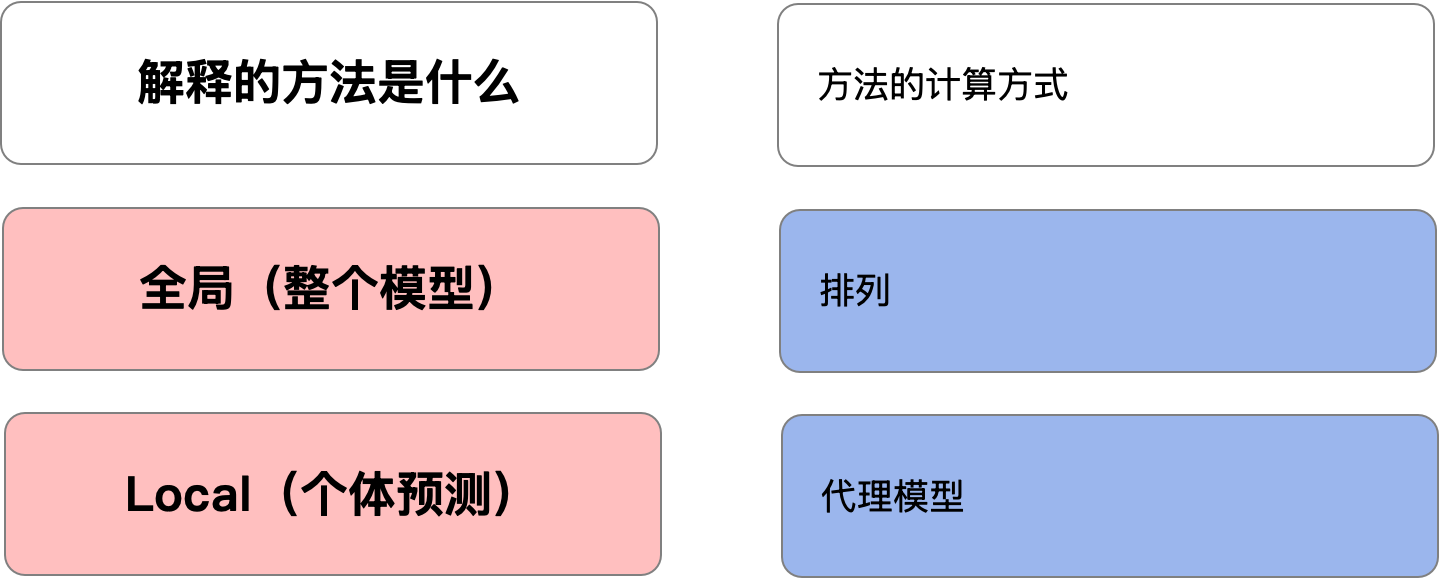 解释的方法是什么
方法的计算方式
全局（整个模型）
排列
Local（个体预测）
代理模型